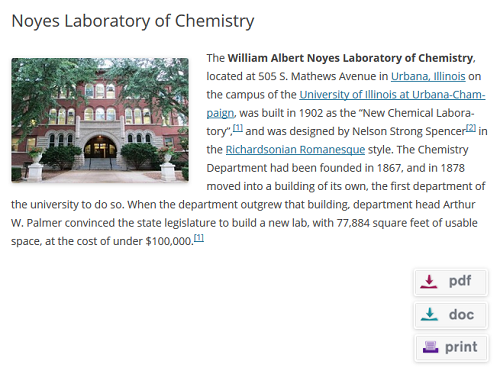 Noyes Laboratory of Chemistry
The William Albert Noyes Laboratory of Chemistry,
located at 505 S. Mathews Avenue in Urbana, Illinois on
the campus of the University of Illinois at Urbana-Cham-
paign, was built in 1902 as the “New Chemical Labora-
tory”,[1] and was designed by Nelson Strong Spencer[2] in
the Richardsonian Romanesque style. The Chemistry
Department had been founded in 1867, and in 1878
moved into a building of its own, the first department of
the university to do so. When the department outgrew that building, department head Arthur
W. Palmer convinced the state legislature to build a new lab, with 77,884 square feet of usable
space, at the cost of under $100,000.[1]
pdf
doc
print